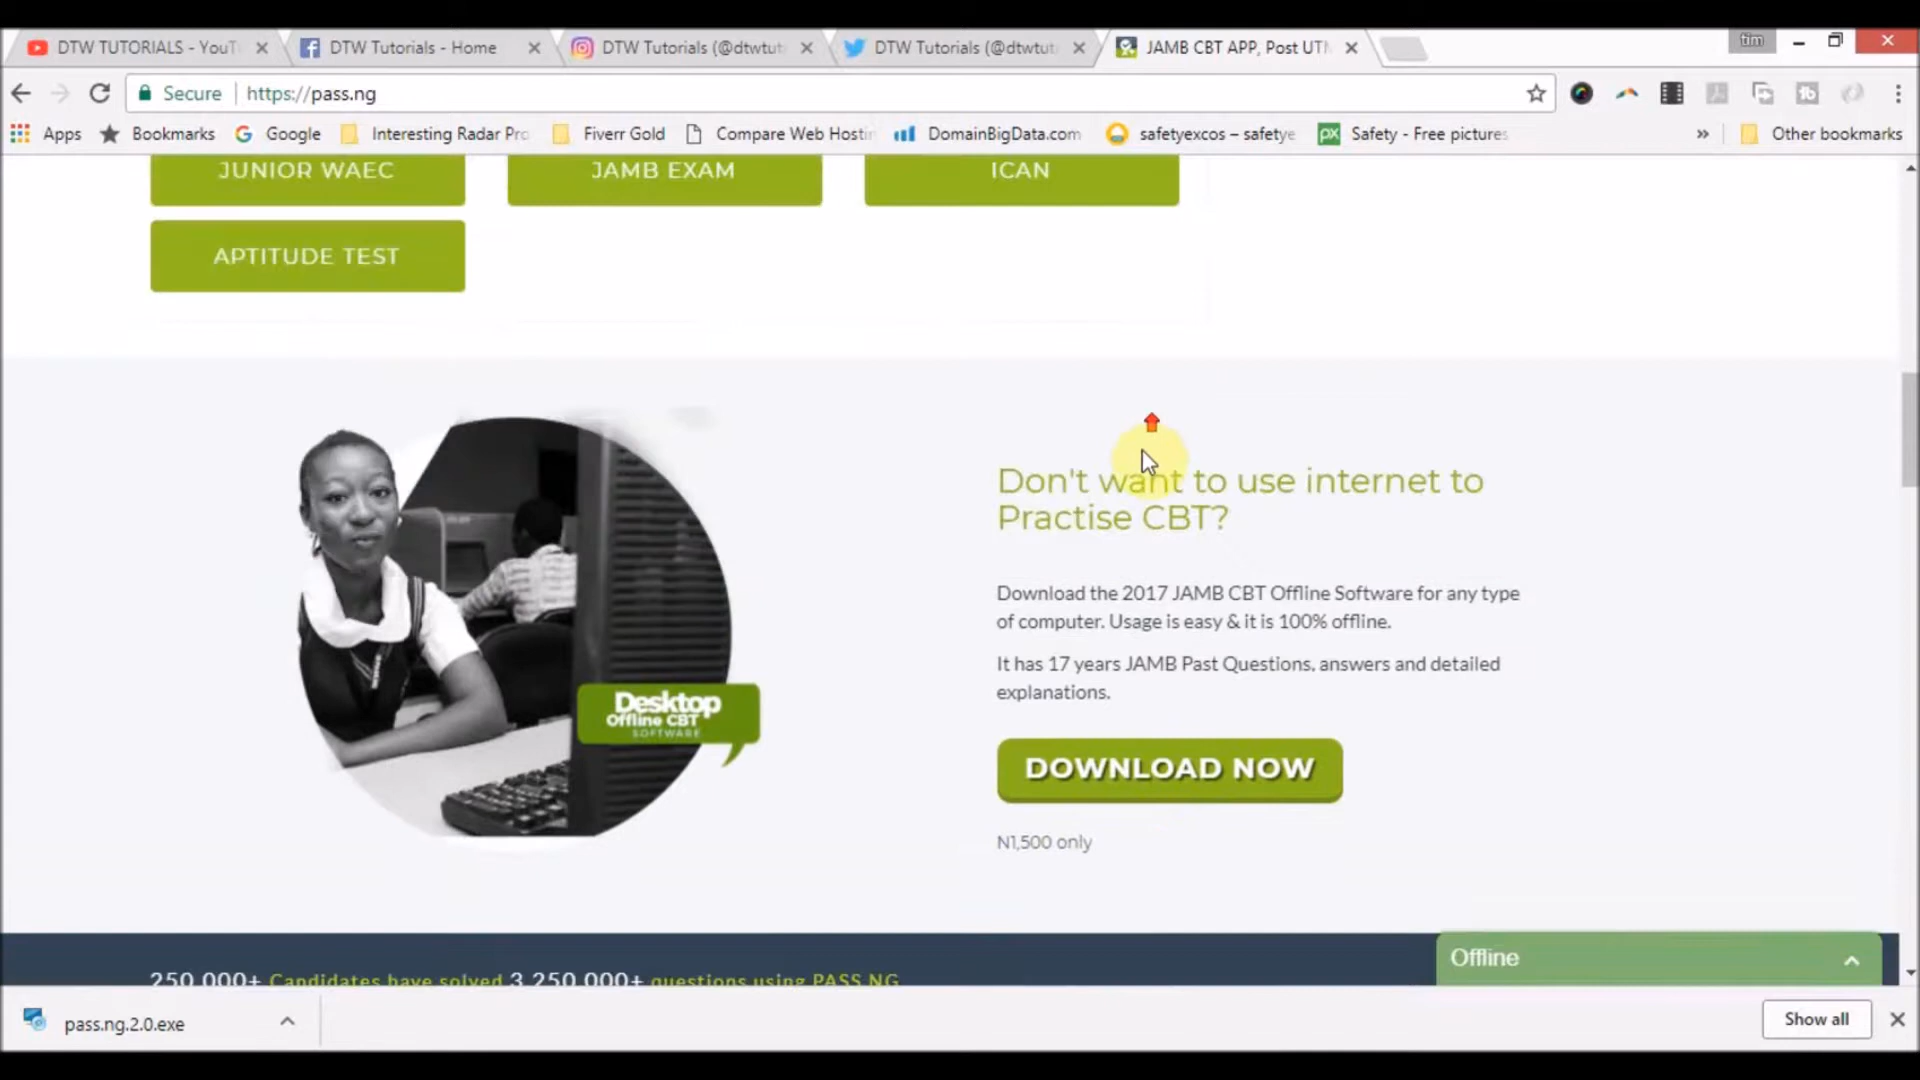 DTW TUTORIALS - YouT
DTW Tutorials - Home
DTW Tutorials (@dtwtut
DTW Tutorials (@dtwtut
JAMB CBT APP, Post UTM
tim
Secure
https://pass.ng
Apps
Bookmarks
Google
Interesting Radar Pro
Fiverr Gold
Compare Web Hostin
DomainBigData.com
safetyexcos – safetye
px
Safety - Free pictures
»
Other bookmarks
JUNIOR WAEC
JAMB EXAM
ICAN
APTITUDE TEST
Don't want to use internet to
Practise CBT?
Download the 2017 JAMB CBT Offline Software for any type
of computer. Usage is easy & it is 100% offline.
It has 17 years JAMB Past Questions, answers and detailed
explanations.
Desktop
Offline CBT
SOFTWARE
DOWNLOAD NOW
N1,500 only
250,000+ Candidates have solved 3,250,000+ questions using PASS NG
Offline
pass.ng.2.0.exe
Show all